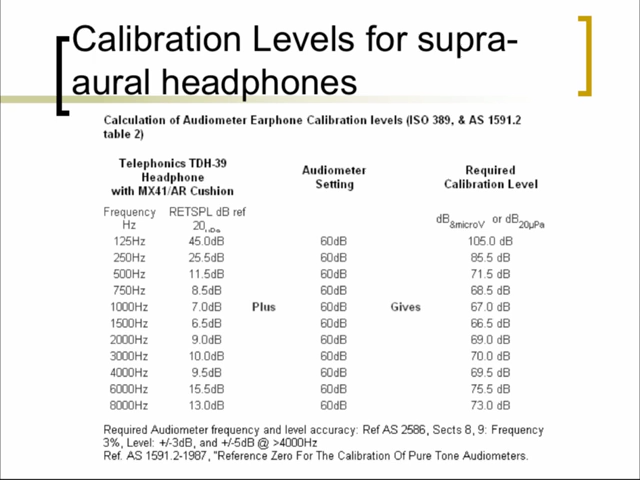 Calibration Levels for supra-
aural headphones
Calculation of Audiometer Earphone Calibration levels (ISO 389, & AS 1591.2
table 2)
Telephonics TDH-39
Headphone
with MX41/AR Cushion
Audiometer
Setting
Required
Calibration Level
Frequency
Hz
RETSPL dB ref
20
dB&microV or dB20µPa
125Hz 45.0dB 60dB 105.0 dB
250Hz 25.5dB 60dB 85.5 dB
500Hz 11.5dB 60dB 71.5 dB
750Hz 8.5dB 60dB 68.5 dB
1000Hz 7.0dB Plus 60dB Gives 67.0 dB
1500Hz 6.5dB 60dB 66.5 dB
2000Hz 9.0dB 60dB 69.0 dB
3000Hz 10.0dB 60dB 70.0 dB
4000Hz 9.5dB 60dB 69.5 dB
6000Hz 15.5dB 60dB 75.5 dB
8000Hz 13.0dB 60dB 73.0 dB
Required Audiometer frequency and level accuracy: Ref AS 2586, Sects 8, 9: Frequency
3%, Level: +/-3dB, and +/-5dB @ >4000Hz
Ref. AS 1591.2-1987, "Reference Zero For The Calibration Of Pure Tone Audiometers.